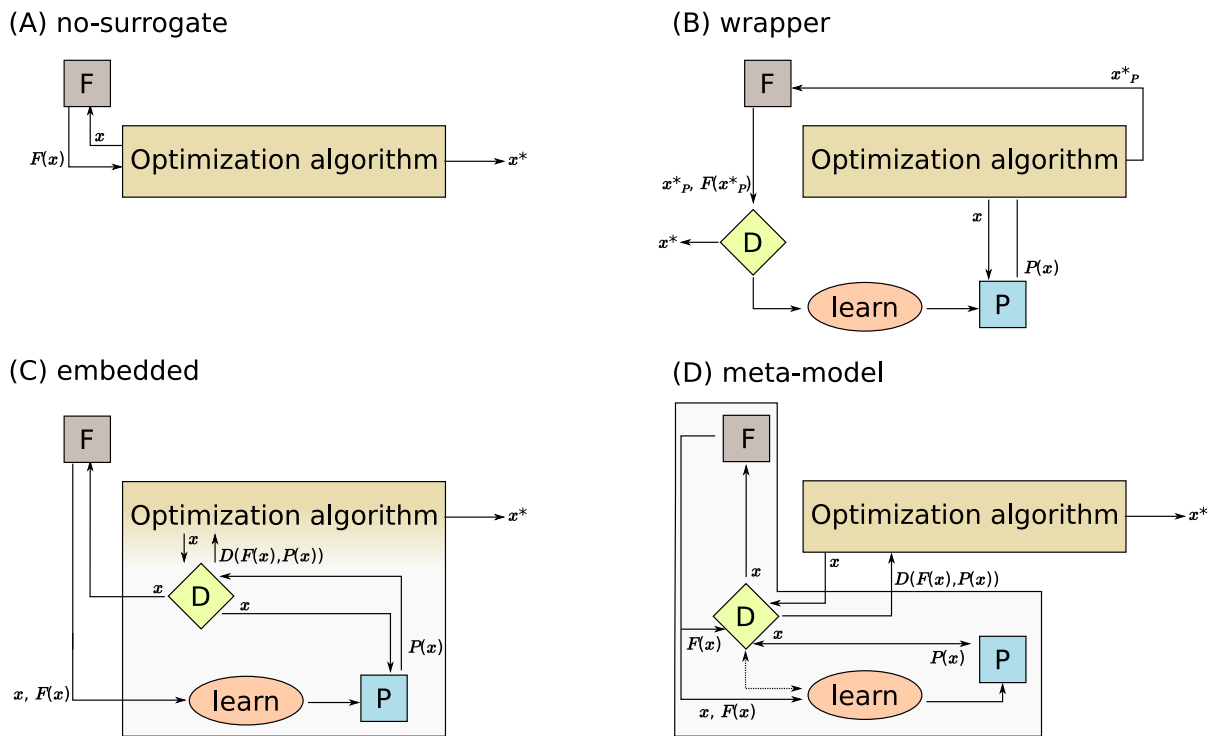 (A) no-surrogate
F
x
F(x)
Optimization algorithm
x*
(B) wrapper
F
x*P
Optimization algorithm
x*P, F(x*P)
x
D
x*
P(x)
learn
P
(C) embedded
F
Optimization algorithm
x*
x
D(F(x),P(x))
x
D
x
P(x)
x, F(x)
learn
P
(D) meta-model
F
Optimization algorithm
x*
x
x
D(F(x),P(x))
D
F(x)
x
P(x)
P
learn
x, F(x)